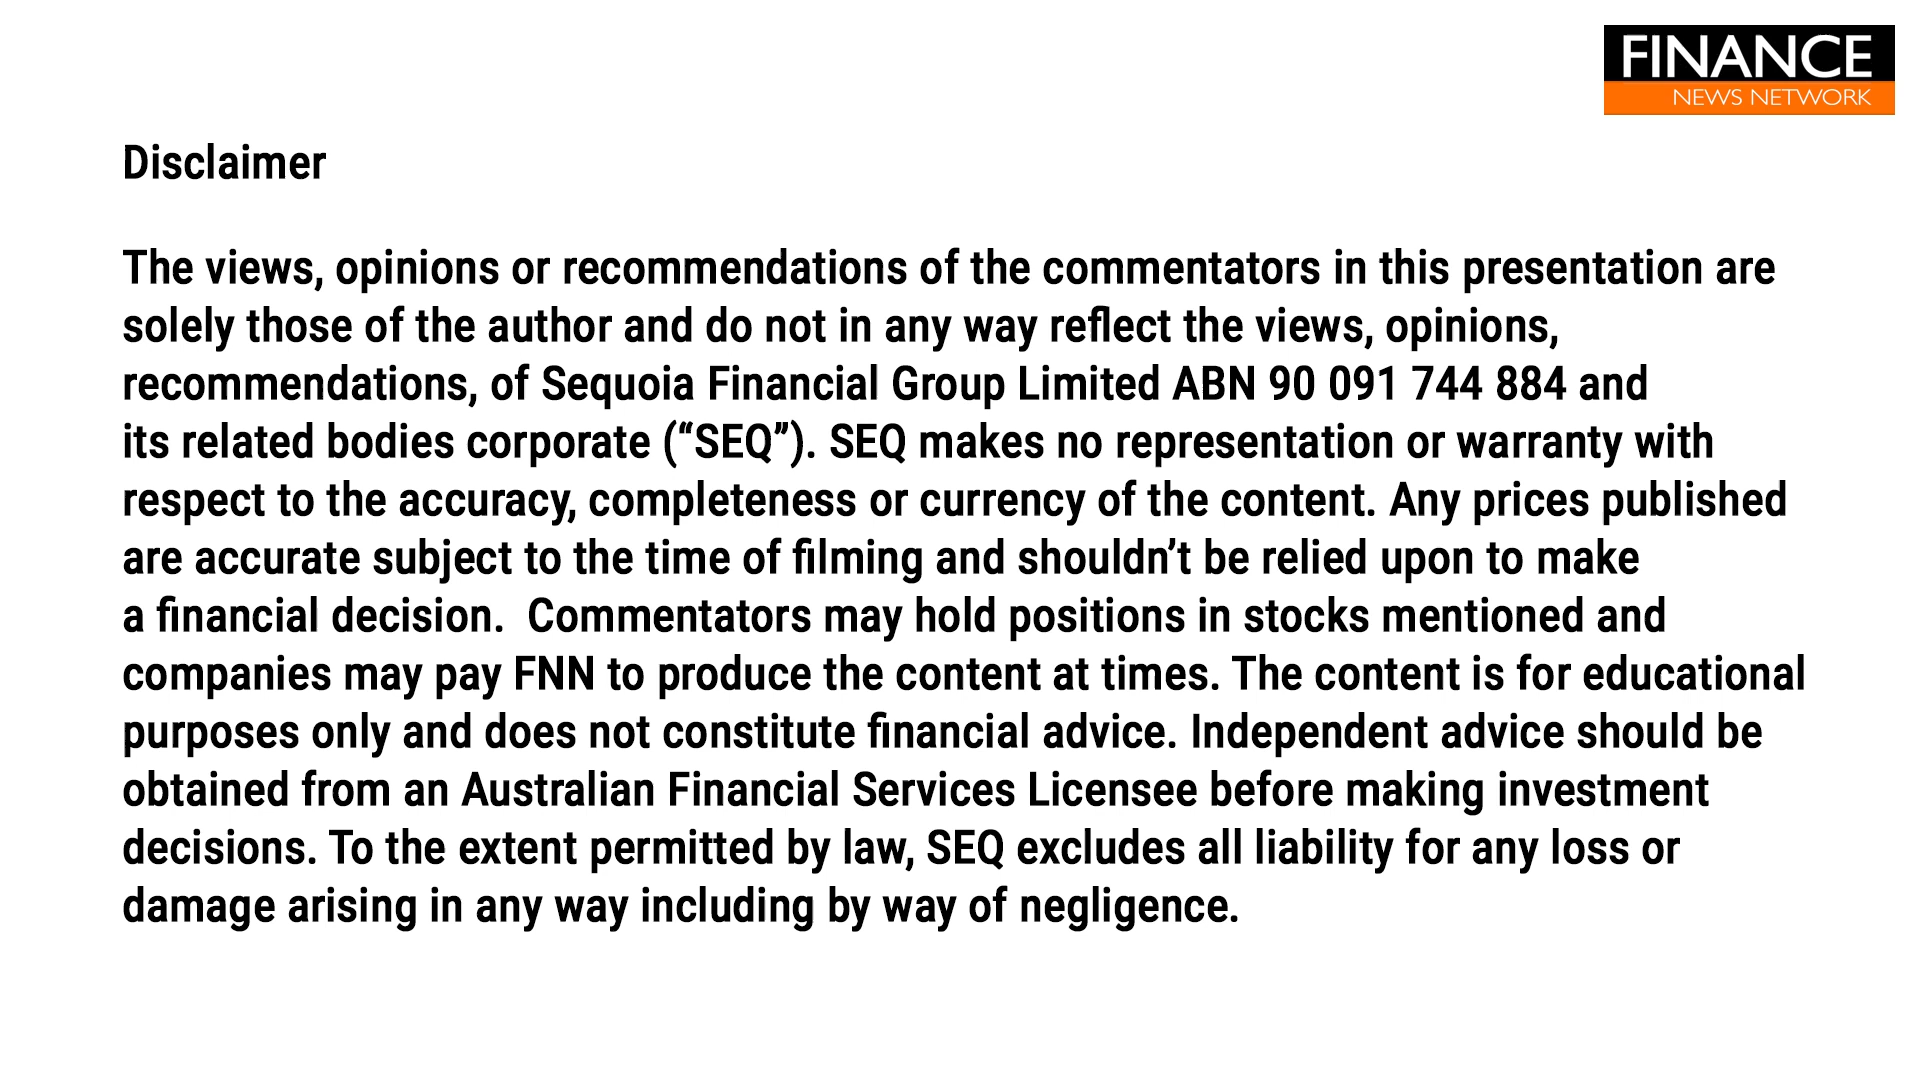 FINANCE
NEWS NETWORK
Disclaimer
The views, opinions or recommendations of the commentators in this presentation are
solely those of the author and do not in any way reflect the views, opinions,
recommendations, of Sequoia Financial Group Limited ABN 90 091 744 884 and
its related bodies corporate (“SEQ”). SEQ makes no representation or warranty with
respect to the accuracy, completeness or currency of the content. Any prices published
are accurate subject to the time of filming and shouldn’t be relied upon to make
a financial decision.  Commentators may hold positions in stocks mentioned and
companies may pay FNN to produce the content at times. The content is for educational
purposes only and does not constitute financial advice. Independent advice should be
obtained from an Australian Financial Services Licensee before making investment
decisions. To the extent permitted by law, SEQ excludes all liability for any loss or
damage arising in any way including by way of negligence.